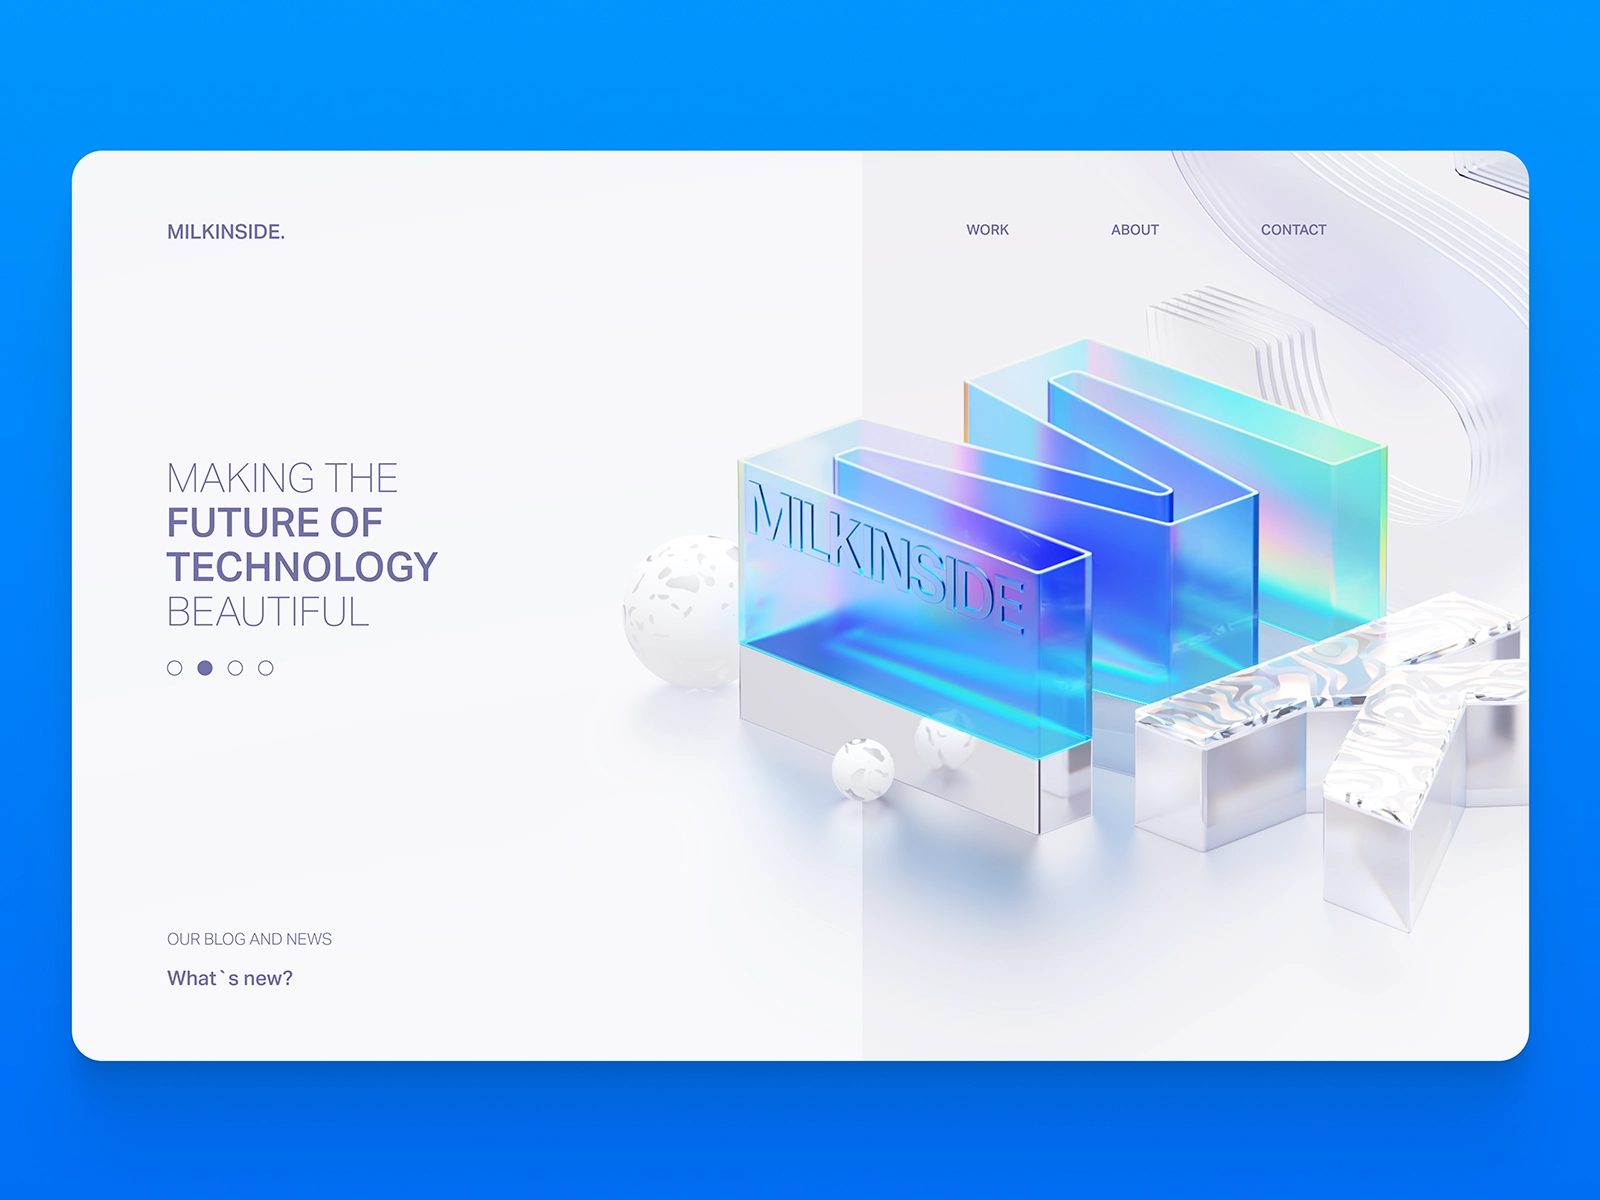 MILKINSIDE.
WORK
ABOUT
CONTACT
MAKING THE
FUTURE OF
TECHNOLOGY
BEAUTIFUL
MILKINSIDE
OUR BLOG AND NEWS
What`s new?